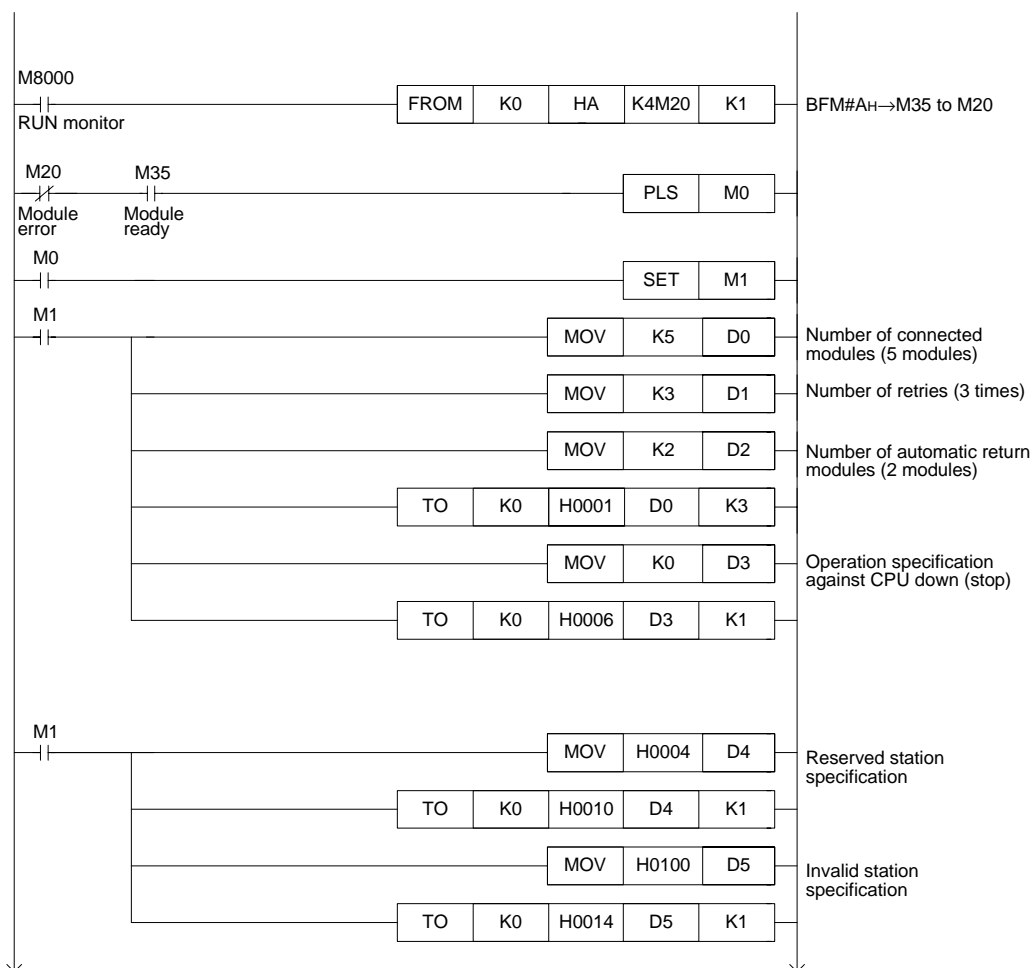 M8000
FROM K0 HA K4M20 K1 BFM#AH→M35 to M20
RUN monitor
M20 M35
PLS M0
Module error Module ready
M0
SET M1
M1
MOV K5 D0 Number of connected
modules (5 modules)
MOV K3 D1 Number of retries (3 times)
MOV K2 D2 Number of automatic return
modules (2 modules)
TO K0 H0001 D0 K3
MOV K0 D3 Operation specification
against CPU down (stop)
TO K0 H0006 D3 K1
M1
MOV H0004 D4 Reserved station
specification
TO K0 H0010 D4 K1
MOV H0100 D5 Invalid station
specification
TO K0 H0014 D5 K1